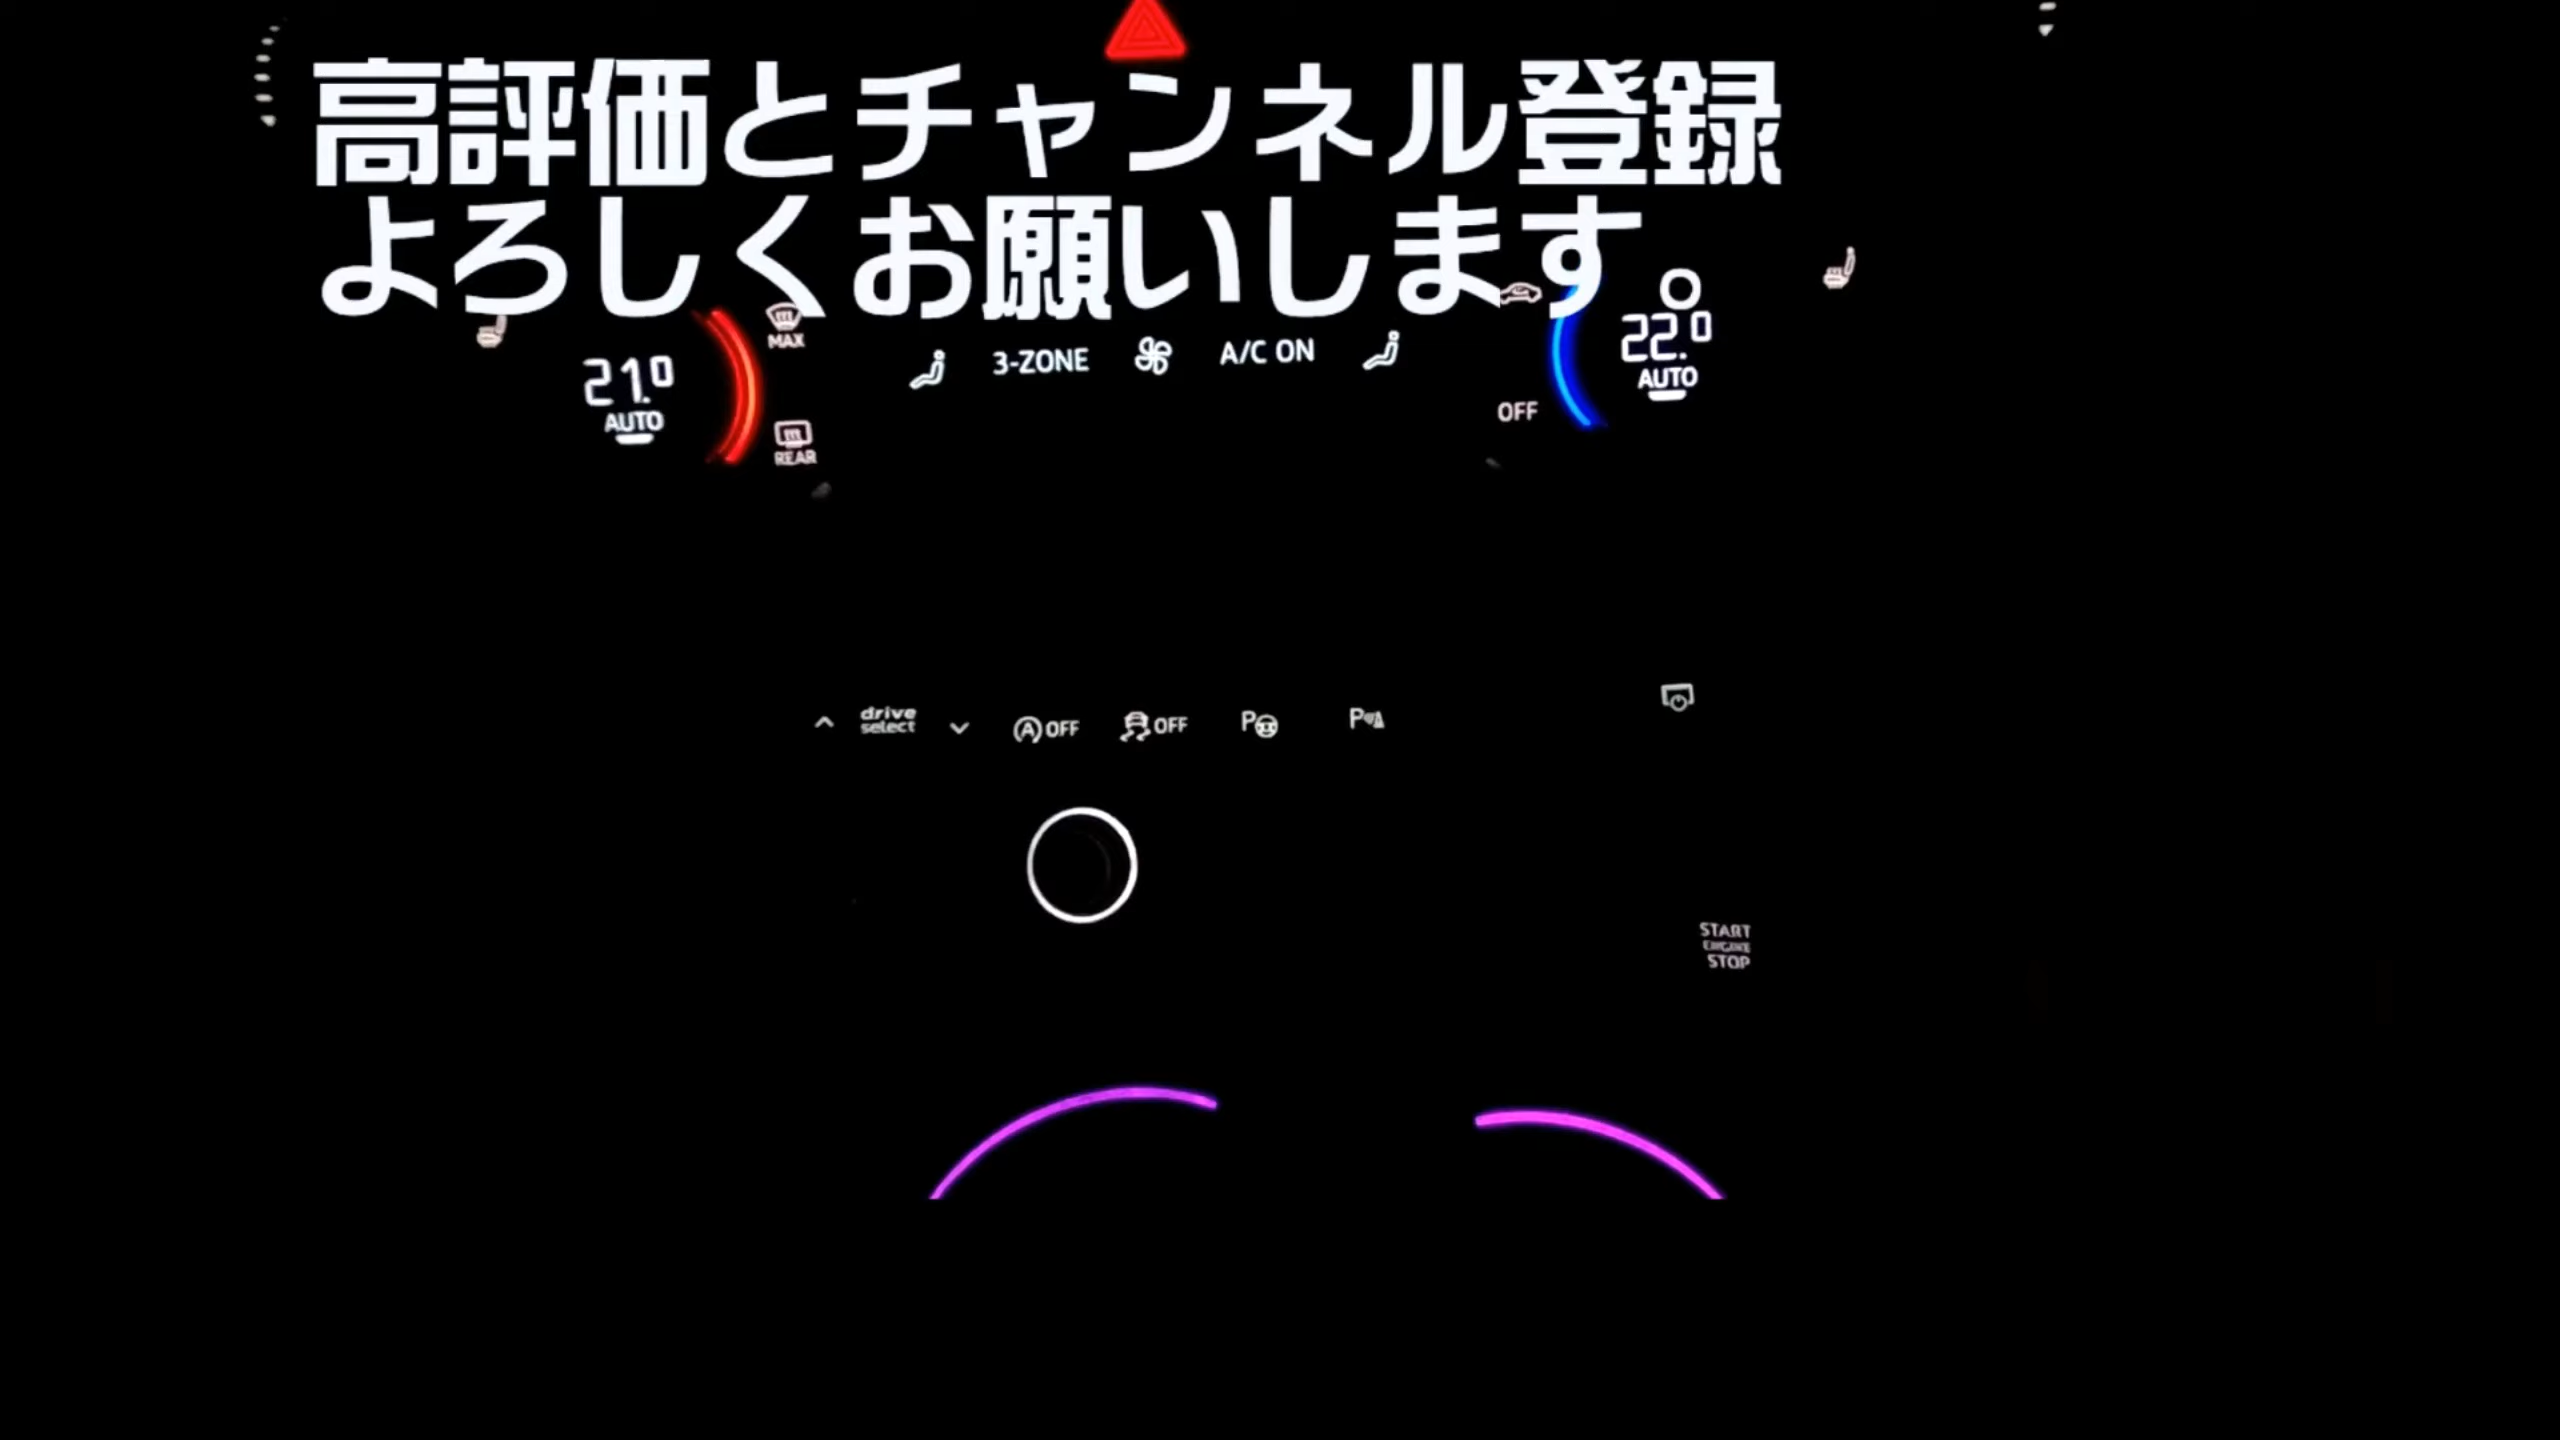 高評価とチャンネル登録
よろしくお願いします。
MAX
21.0
AUTO
REAR
3-ZONE
A/C ON
OFF
22.0
AUTO
drive
select
A OFF
OFF
P
P
START
ENGINE
STOP